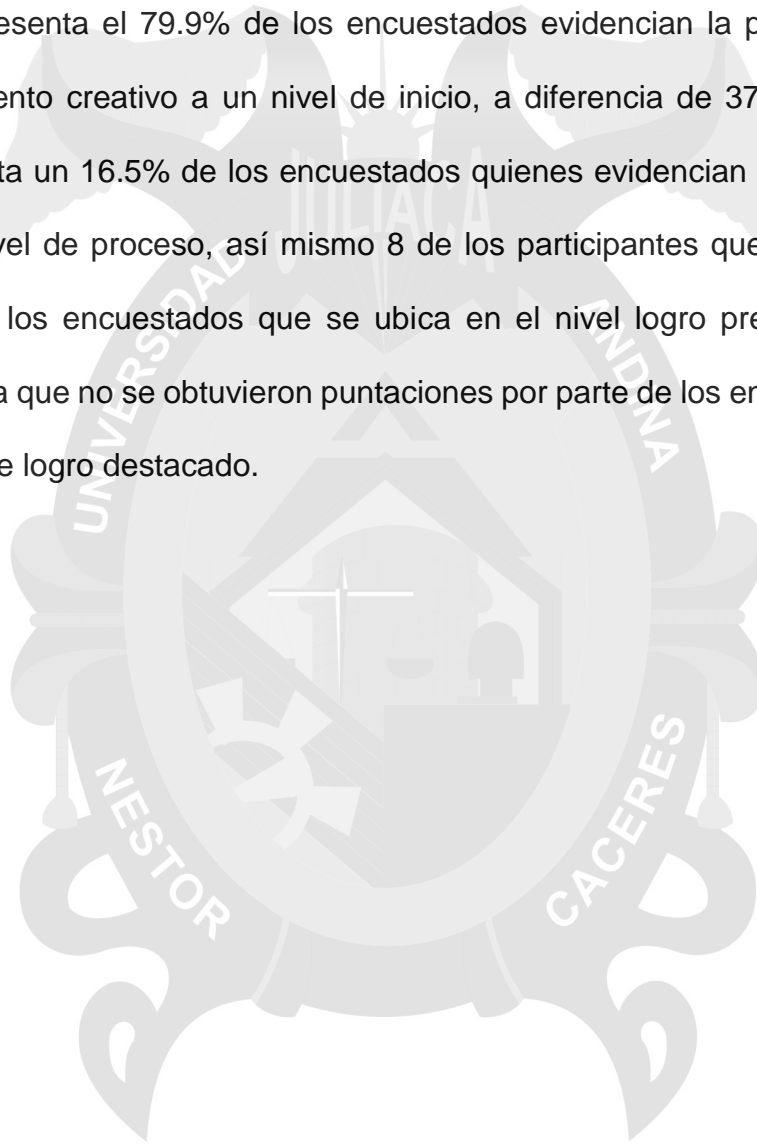 esenta el 79.9% de los encuestados evidencian la p
ento creativo a un nivel de inicio, a diferencia de 37
ta un 16.5% de los encuestados quienes evidencian
vel de proceso, así mismo 8 de los participantes que
los encuestados que se ubica en el nivel logro pre
a que no se obtuvieron puntaciones por parte de los en
e logro destacado.
JULIACA
UNIVERSIDAD
ANDINA
NESTOR
CACERES